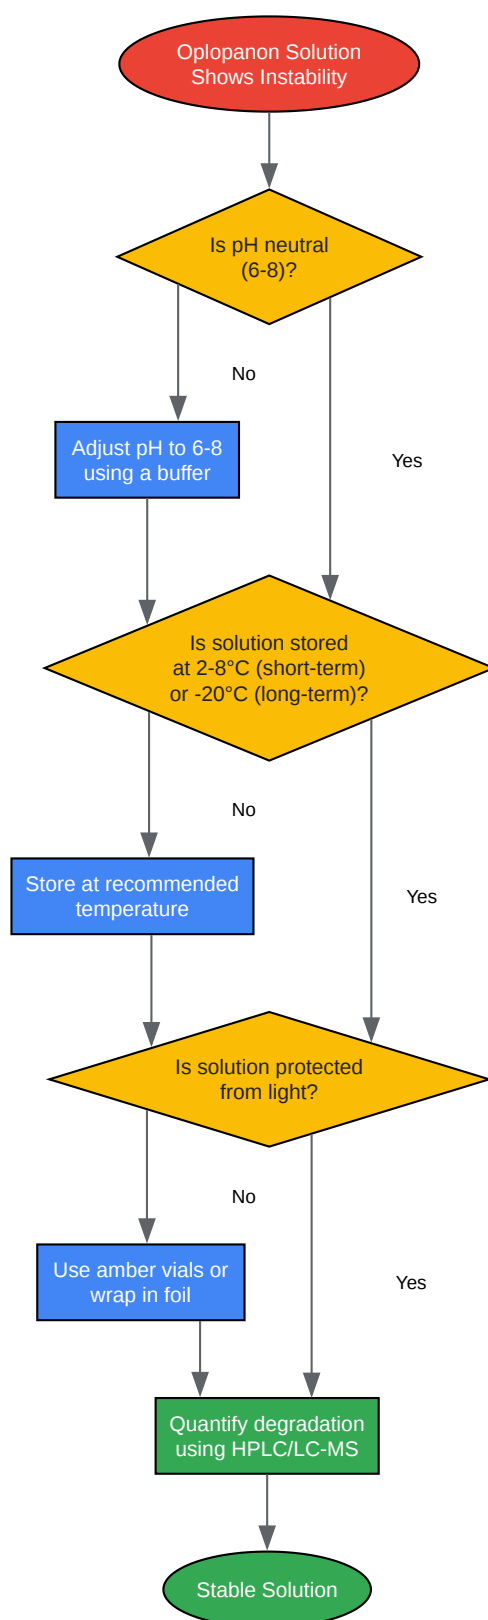 Oplopanon Solution
Shows Instability
Is pH neutral
(6-8)?
No
Yes
Adjust pH to 6-8
using a buffer
Is solution stored
at 2-8°C (short-term)
or -20°C (long-term)?
No
Yes
Store at recommended
temperature
Is solution protected
from light?
No
Yes
Use amber vials or
wrap in foil
Quantify degradation
using HPLC/LC-MS
Stable Solution